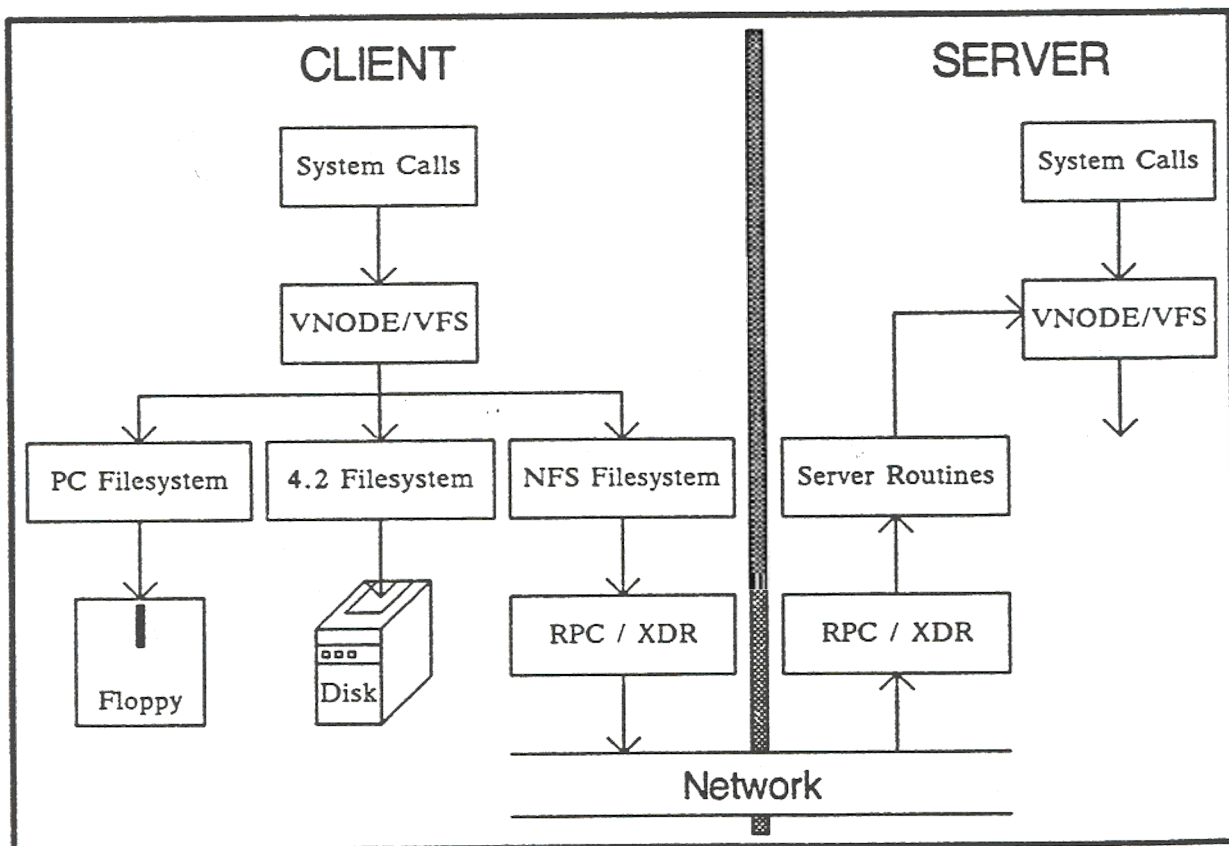 CLIENT
SERVER
System Calls
System Calls
VNODE/VFS
VNODE/VFS
PC Filesystem
4.2 Filesystem
NFS Filesystem
Server Routines
Floppy
Disk
RPC / XDR
RPC / XDR
Network